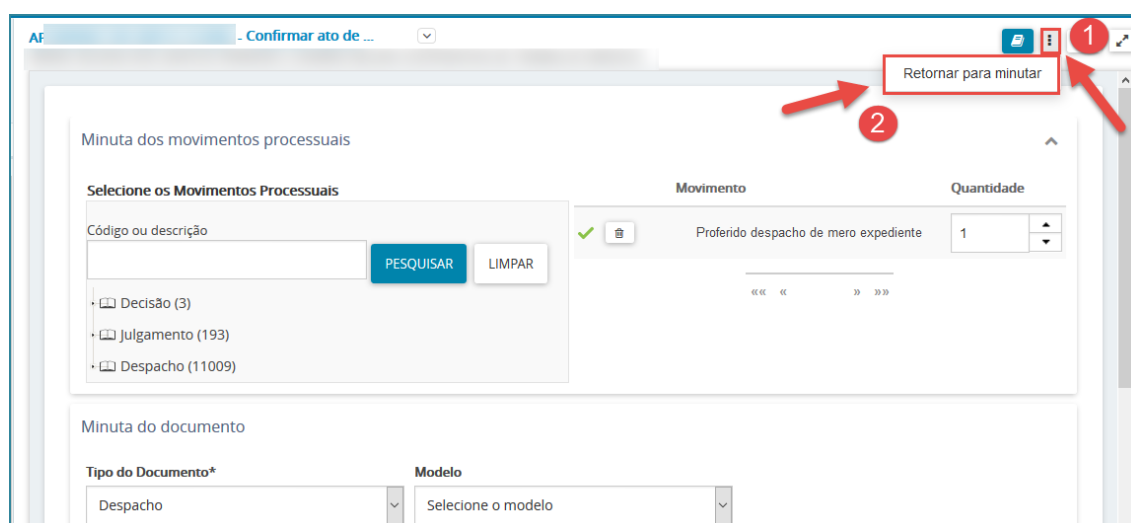 AF - Confirmar ato de ...
1
Retornar para minutar
2
Minuta dos movimentos processuais
Selecione os Movimentos Processuais
Movimento Quantidade
Código ou descrição
Proferido despacho de mero expediente 1
PESQUISAR LIMPAR
«« « » »»
Decisão (3)
Julgamento (193)
Despacho (11009)
Minuta do documento
Tipo do Documento* Modelo
Despacho Selecione o modelo